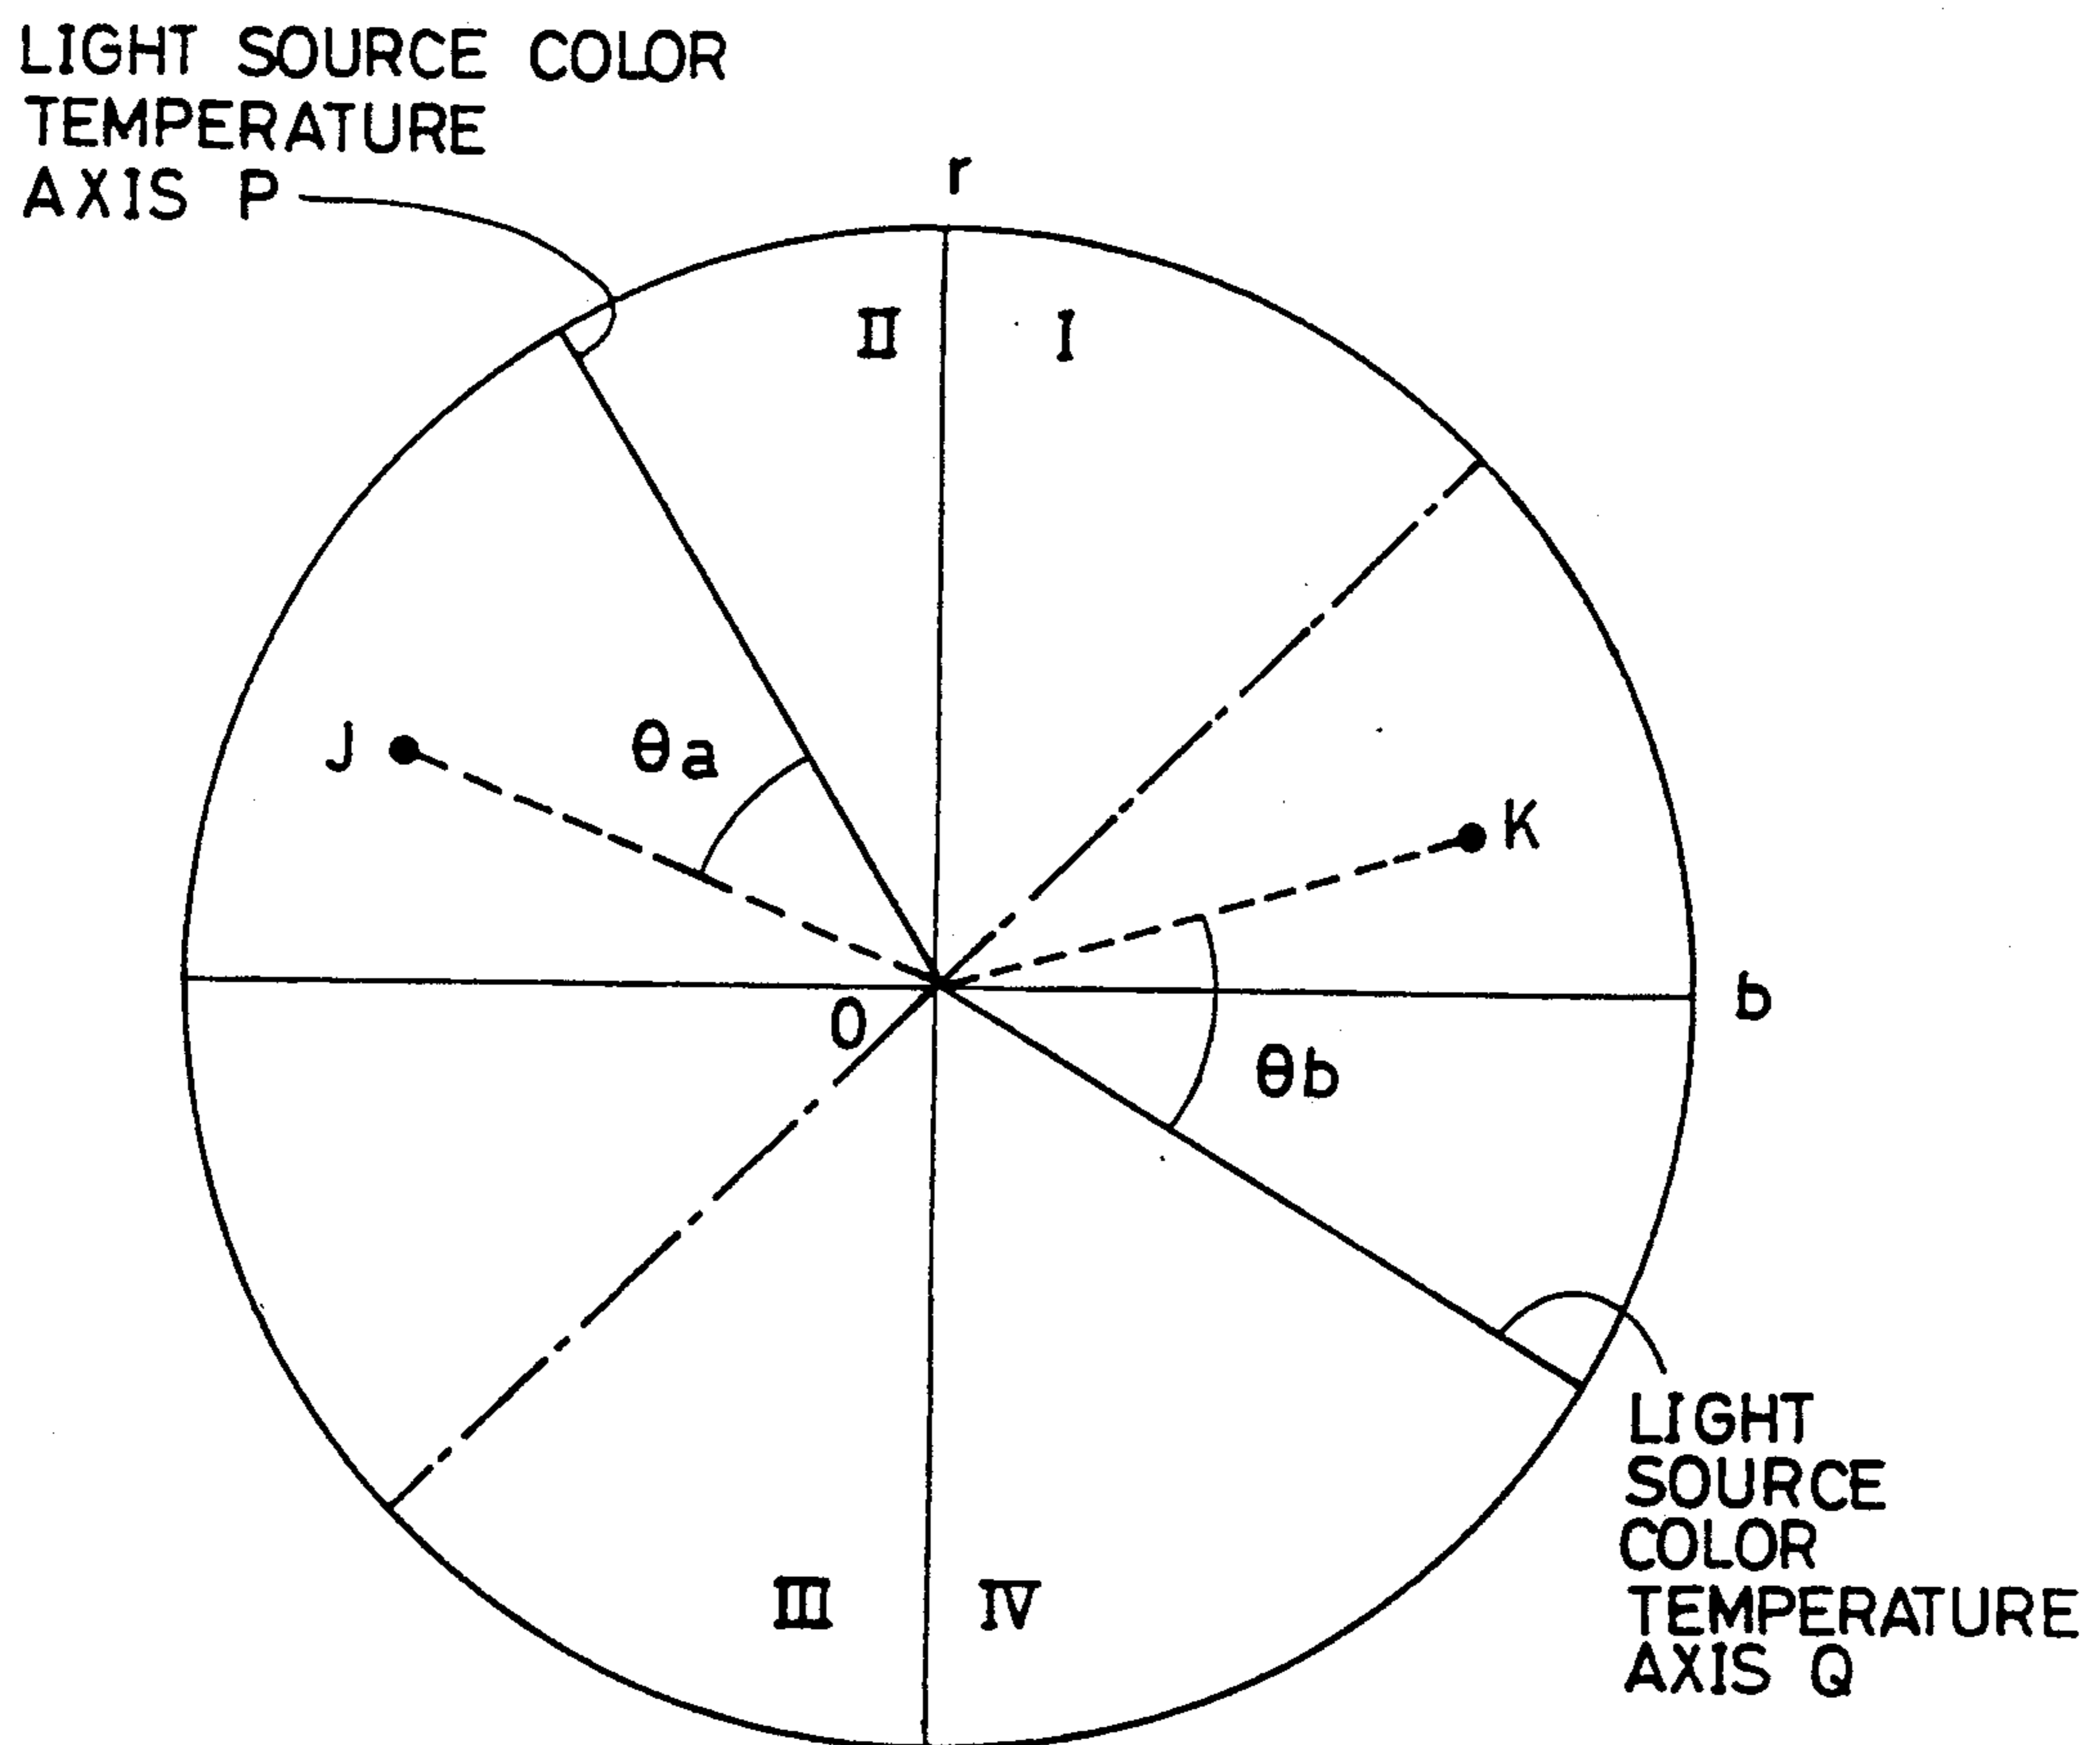 LIGHT SOURCE COLOR
TEMPERATURE
AXIS P
r
II
I
J
θa
K
O
b
θb
LIGHT
SOURCE
COLOR
TEMPERATURE
AXIS Q
III
IV